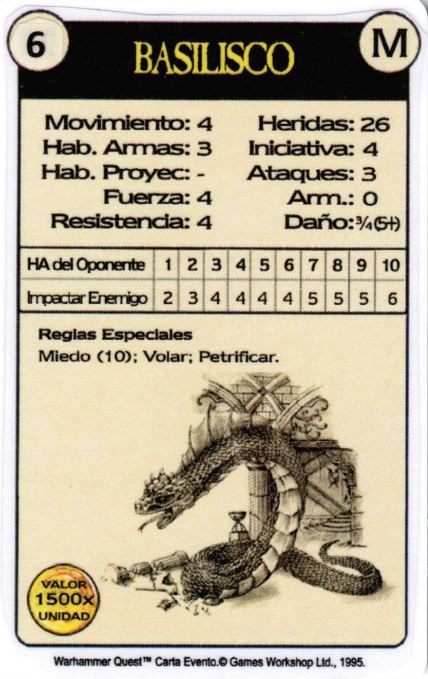 6
BASILISCO
M
Movimiento: 4 Heridas: 26
Hab. Armas: 3 Iniciativa: 4
Hab. Proyec: - Ataques: 3
Fuerza: 4 Arm.: 0
Resistencia: 4 Daño: ¾ (5+)
HA del Oponente 1 2 3 4 5 6 7 8 9 10
Impactar Enemigo 2 3 4 4 4 4 5 5 5 6
Reglas Especiales
Miedo (10); Volar; Petrificar.
VALOR
1500x
UNIDAD
Warhammer Quest™ Carta Evento.© Games Workshop Ltd., 1995.